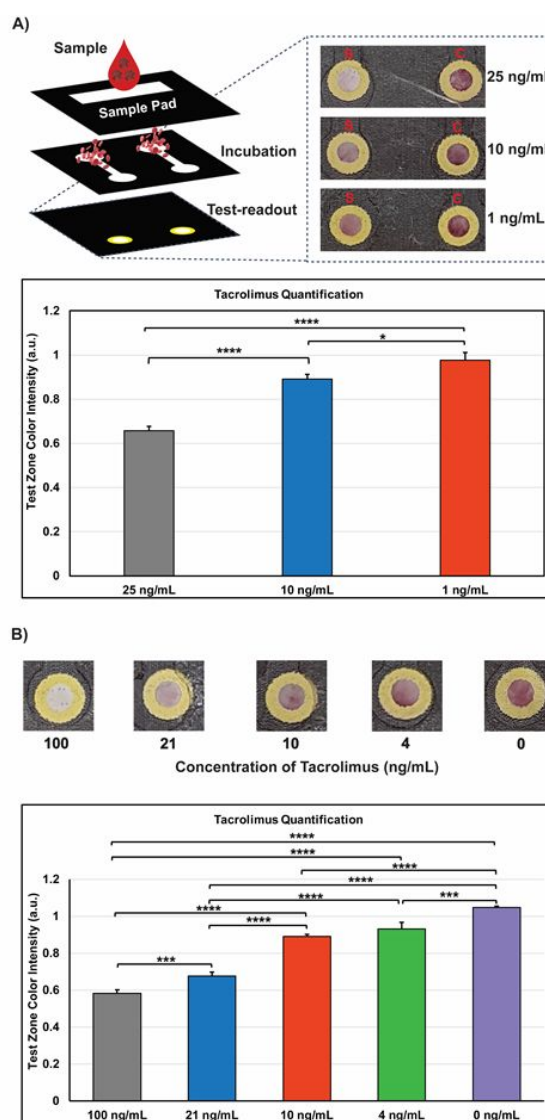 A)
Sample
Sample Pad
Incubation
Test-readout
S C
25 ng/ml
S C
10 ng/ml
S C
1 ng/mL
Tacrolimus Quantification
Test Zone Color Intensity (a.u.)
1.2
1
0.8
0.6
0.4
0.2
0
****
****
*
25 ng/mL 10 ng/mL 1 ng/mL
B)
100 21 10 4 0
Concentration of Tacrolimus (ng/mL)
Tacrolimus Quantification
Test Zone Color Intensity (a.u.)
1.2
1
0.8
0.6
0.4
0.2
0
****
****
****
****
****
***
****
****
***
100 ng/mL 21 ng/mL 10 ng/mL 4 ng/mL 0 ng/mL